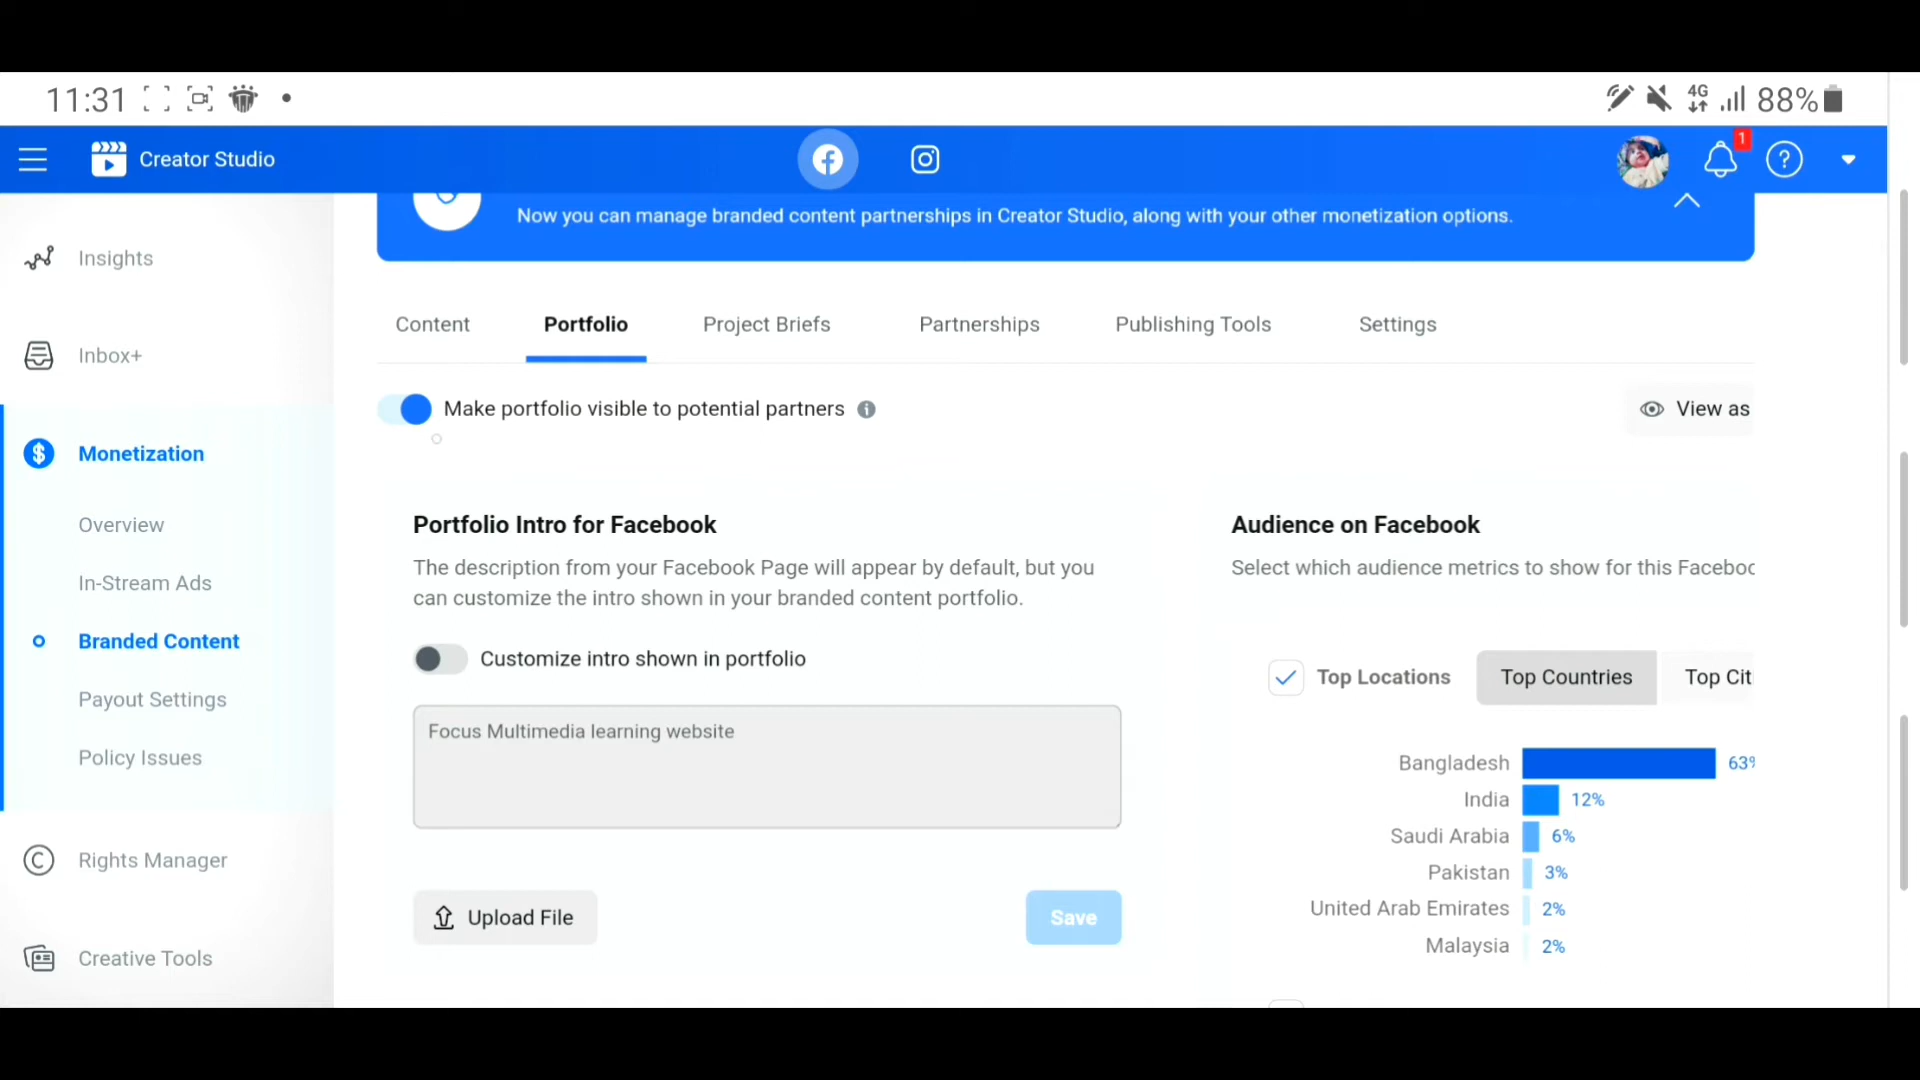 11:31
4G 88%
Creator Studio
1
Now you can manage branded content partnerships in Creator Studio, along with your other monetization options.
Insights
Inbox+
Monetization
Overview
In-Stream Ads
Branded Content
Payout Settings
Policy Issues
Rights Manager
Creative Tools
Content Portfolio Project Briefs Partnerships Publishing Tools Settings
Make portfolio visible to potential partners
View as
Portfolio Intro for Facebook
The description from your Facebook Page will appear by default, but you
can customize the intro shown in your branded content portfolio.
Customize intro shown in portfolio
Focus Multimedia learning website
Upload File
Save
Audience on Facebook
Select which audience metrics to show for this
Top Locations Top Countries Top
Bangladesh 63%
India 12%
Saudi Arabia 6%
Pakistan 3%
United Arab Emirates 2%
Malaysia 2%